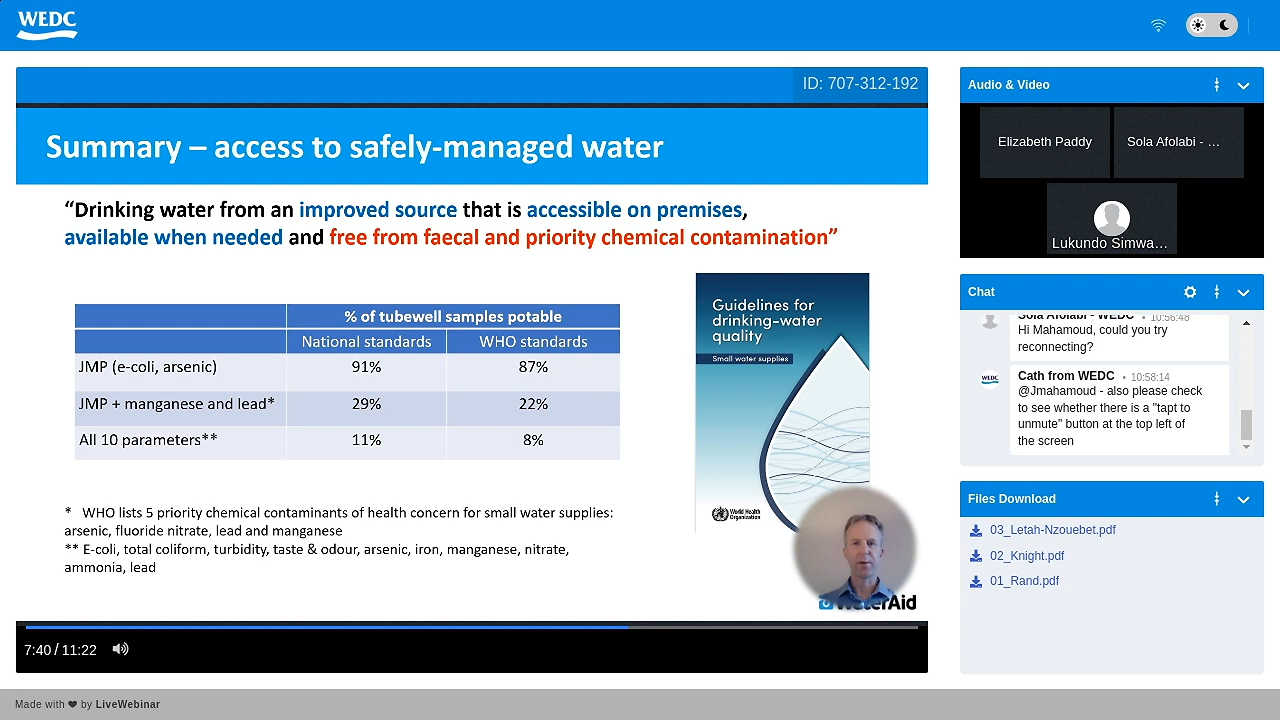 WEDC
ID: 707-312-192
Summary – access to safely-managed water
“Drinking water from an improved source that is accessible on premises,
available when needed and free from faecal and priority chemical contamination”
% of tubewell samples potable
National standards WHO standards
JMP (e-coli, arsenic) 91% 87%
JMP + manganese and lead* 29% 22%
All 10 parameters** 11% 8%
* WHO lists 5 priority chemical contaminants of health concern for small water supplies:
arsenic, fluoride nitrate, lead and manganese
** E-coli, total coliform, turbidity, taste & odour, arsenic, iron, manganese, nitrate,
ammonia, lead
Guidelines for
drinking-water
quality
Small water supplies
World Health
Organization
WaterAid
7:40 / 11:22
Audio & Video
Elizabeth Paddy
Sola Afolabi - …
Lukundo Simwa…
Chat
Sola Afolabi - WEDC • 10:56:48
Hi Mahamoud, could you try
reconnecting?
WEDC
Cath from WEDC • 10:58:14
@Jmahamoud - also please check
to see whether there is a "tapt to
unmute" button at the top left of
the screen
Files Download
03_Letah-Nzouebet.pdf
02_Knight.pdf
01_Rand.pdf
Made with ❤ by LiveWebinar